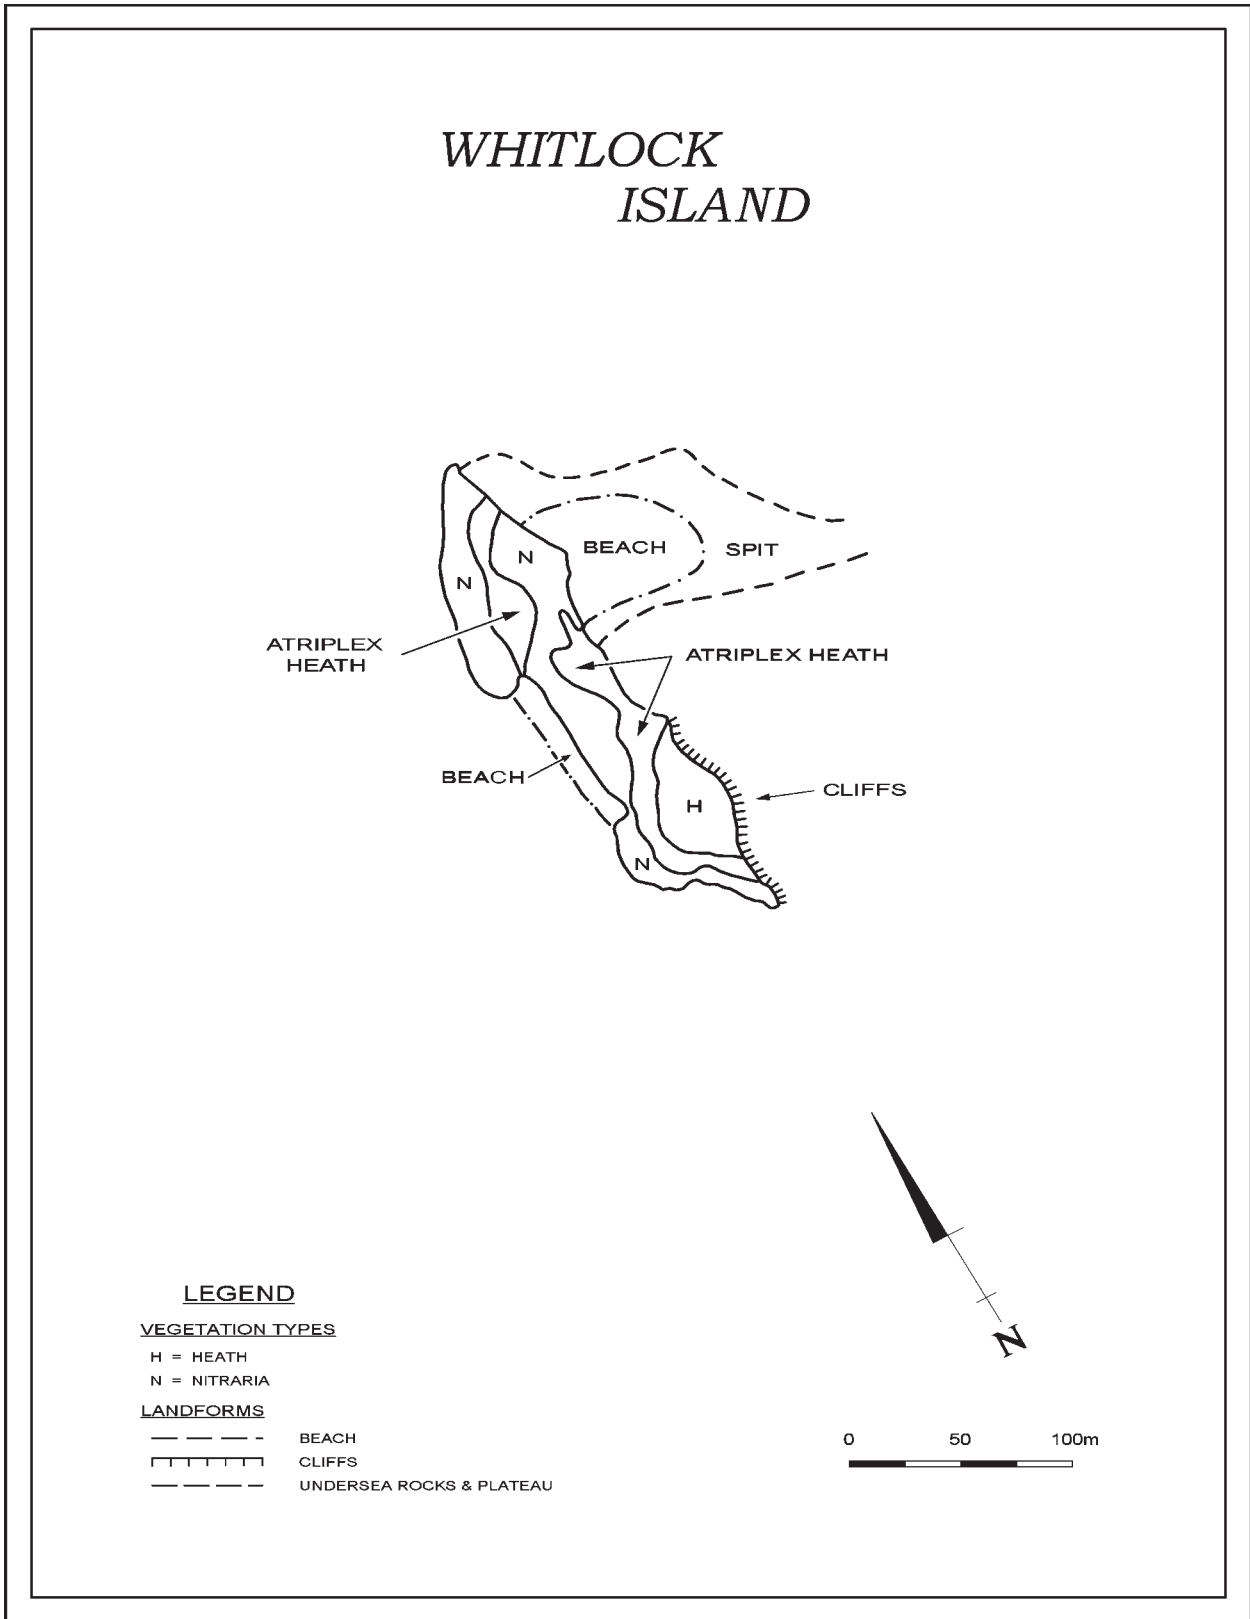 WHITLOCK
ISLAND
BEACH
SPIT
N
N
ATRIPLEX
HEATH
ATRIPLEX HEATH
BEACH
CLIFFS
H
N
N
LEGEND
VEGETATION TYPES
H = HEATH
N = NITRARIA
LANDFORMS
BEACH
CLIFFS
UNDERSEA ROCKS & PLATEAU
0 50 100m